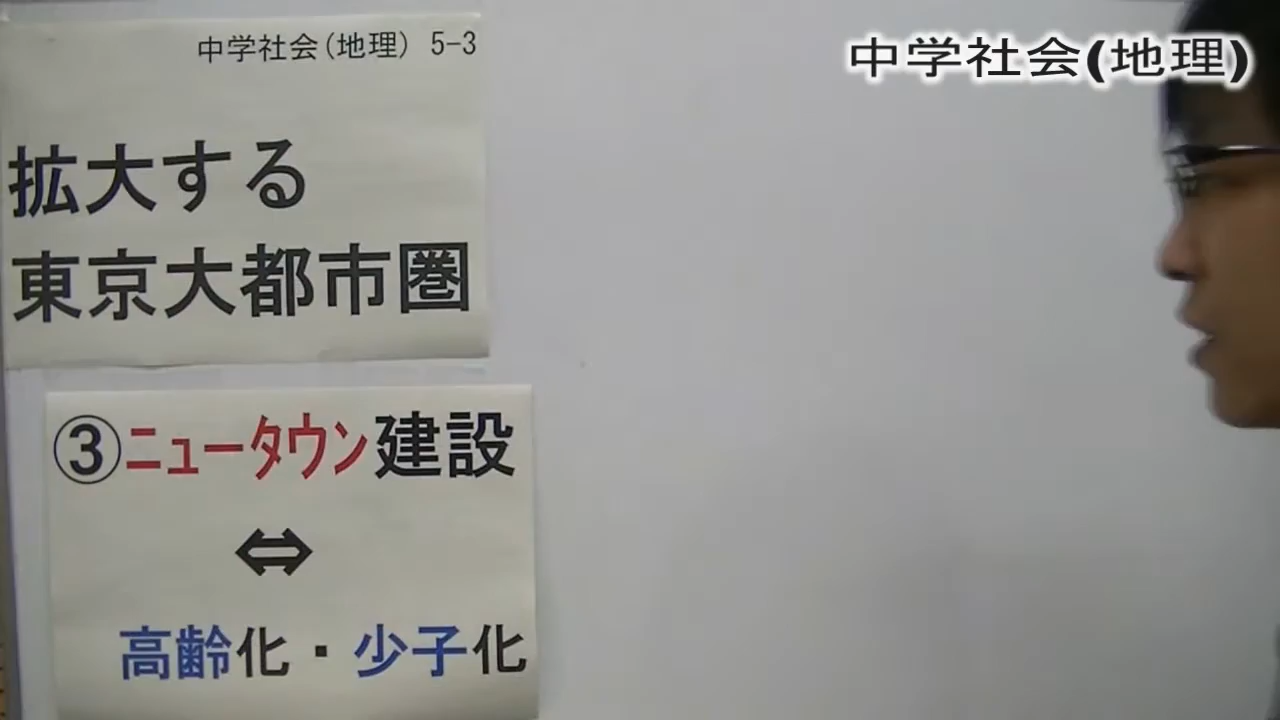 中学社会(地理) 5-3
中学社会(地理)
拡大する
東京大都市圏
③ニュータウン建設
⇔
高齢化・少子化